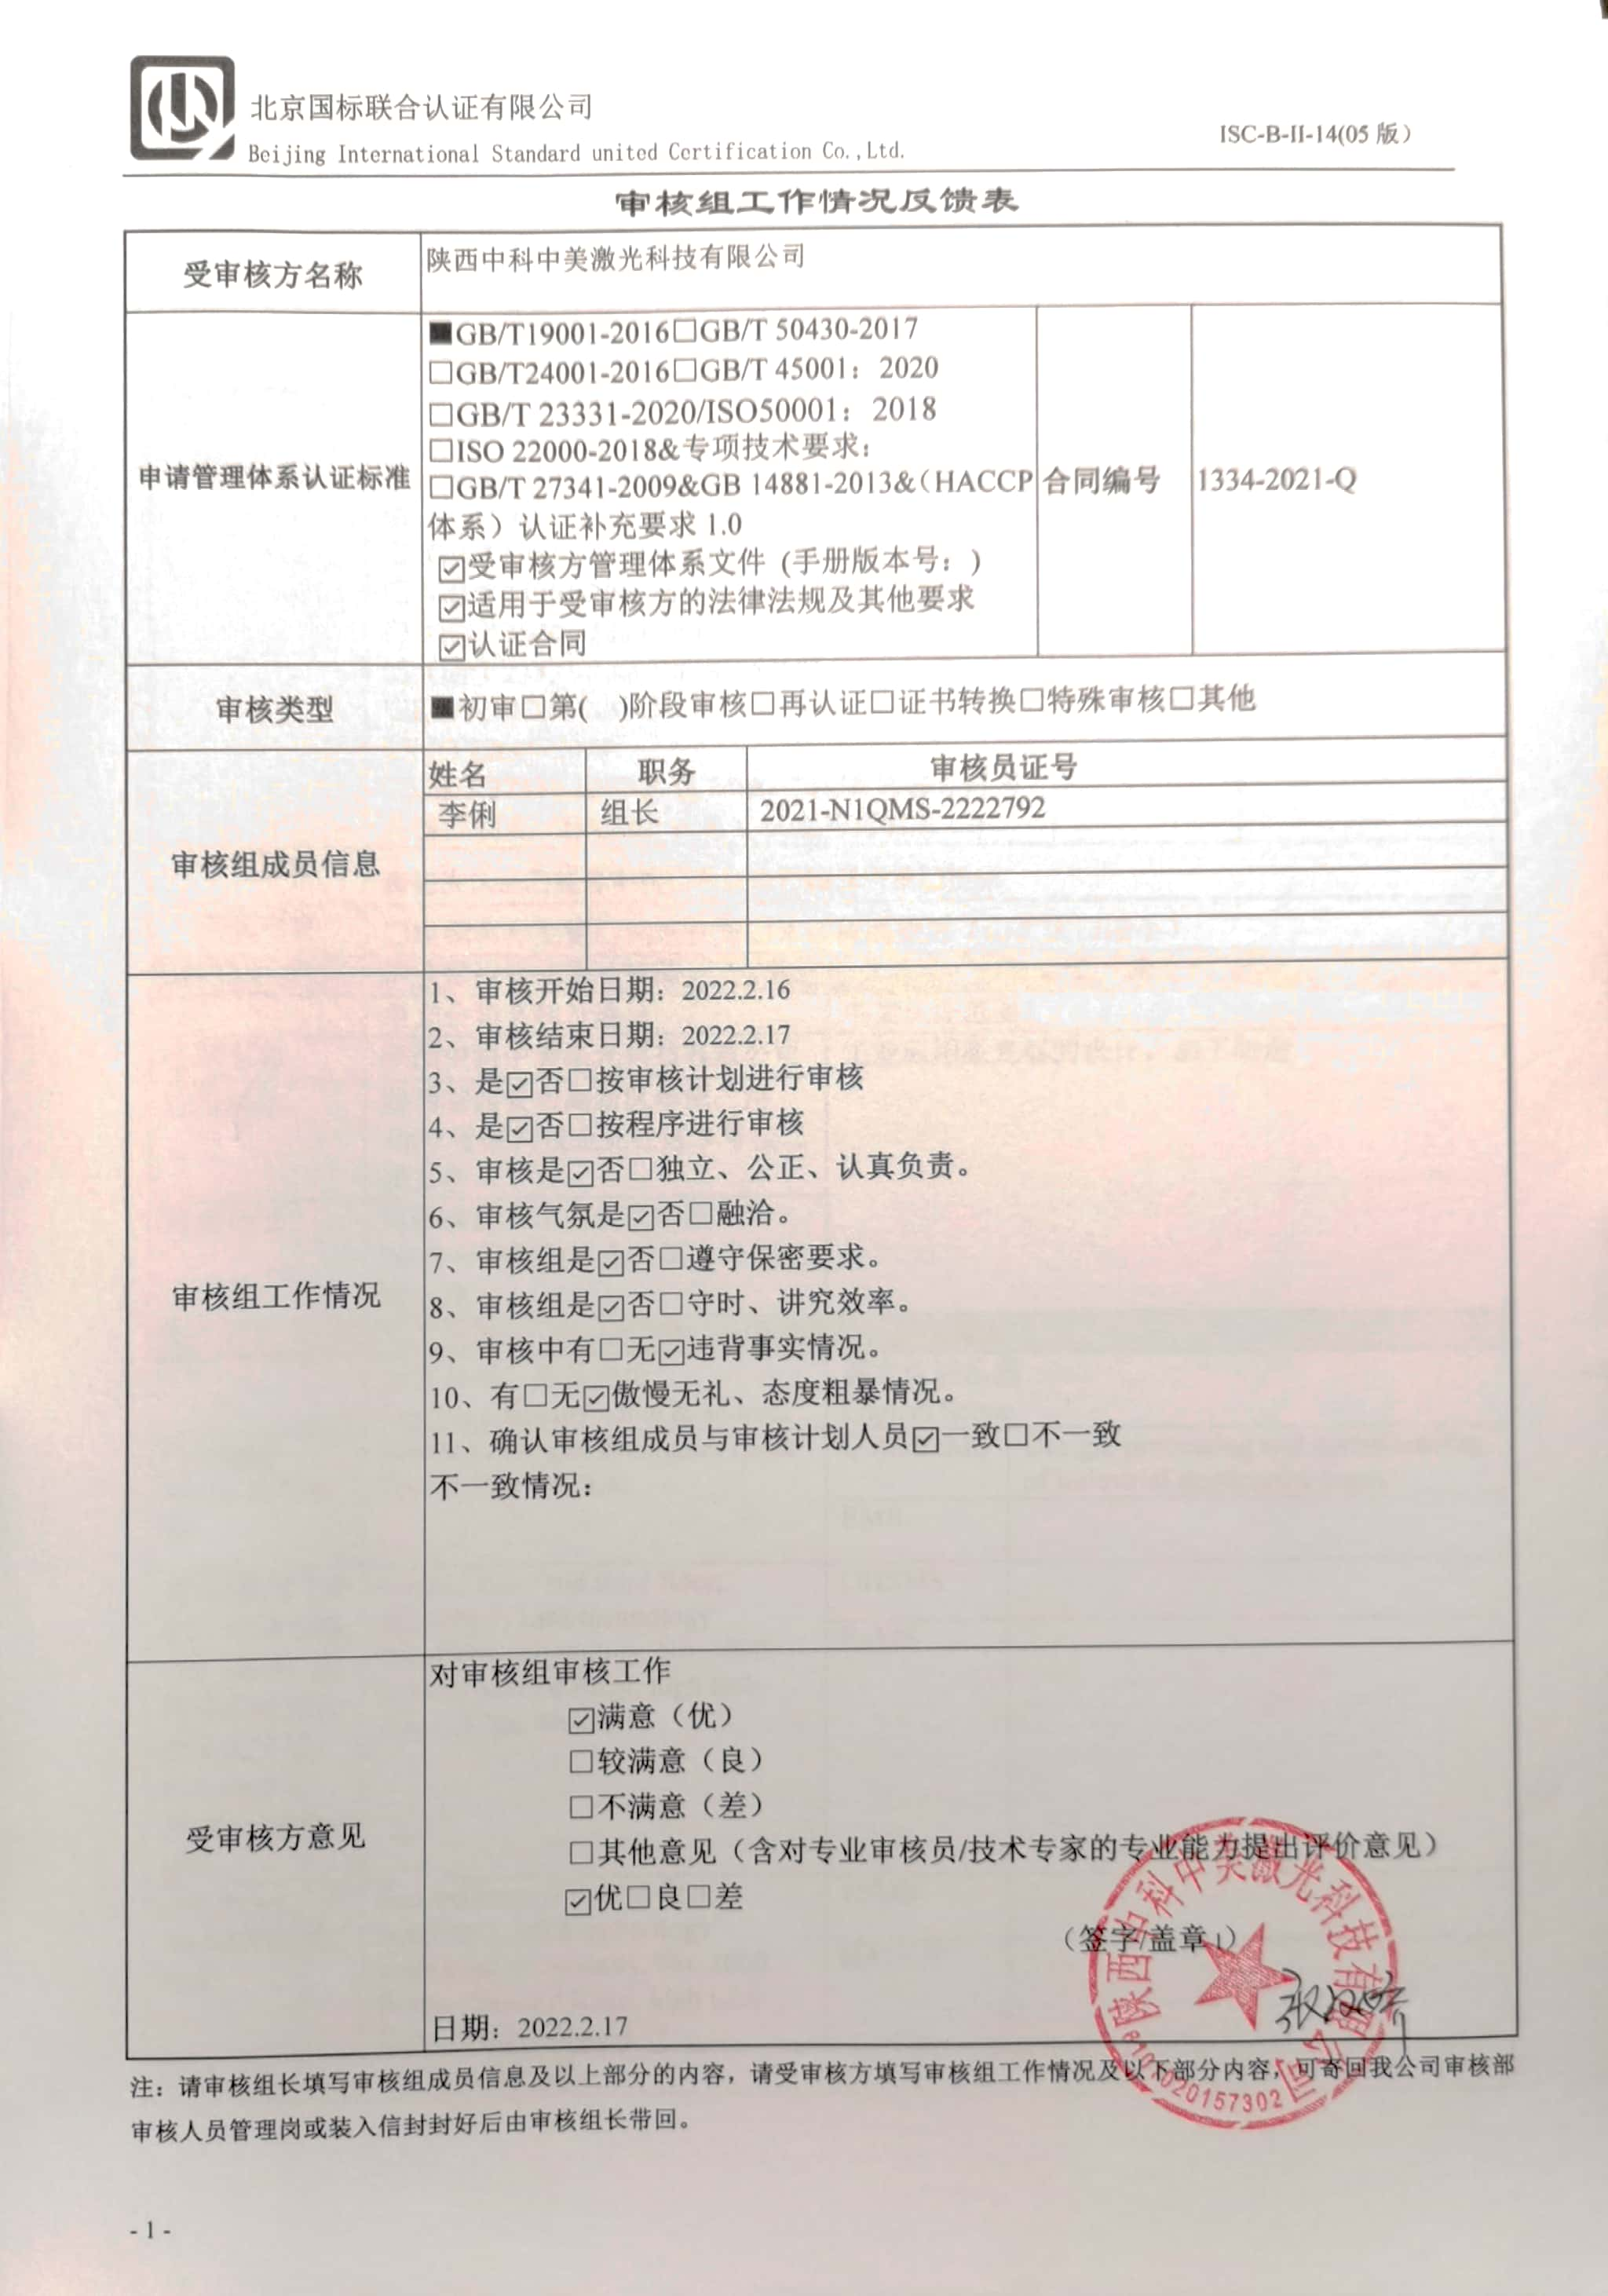 北京国标联合认证有限公司
Beijing International Standard united Certification Co.,Ltd.
ISC-B-II-14(05 版)
审核组工作情况反馈表
受审核方名称
陕西中科中美激光科技有限公司
申请管理体系认证标准
■GB/T19001-2016□GB/T 50430-2017
□GB/T24001-2016□GB/T 45001：2020
□GB/T 23331-2020/ISO50001：2018
□ISO 22000-2018&专项技术要求：
□GB/T 27341-2009&GB 14881-2013&（HACCP
体系）认证补充要求 1.0
☑受审核方管理体系文件 (手册版本号：)
☑适用于受审核方的法律法规及其他要求
☑认证合同
合同编号
1334-2021-Q
审核类型
■初审□第( )阶段审核□再认证□证书转换□特殊审核□其他
审核组成员信息
姓名 职务 审核员证号
李俐 组长 2021-N1QMS-2222792
审核组工作情况
1、审核开始日期：2022.2.16
2、审核结束日期：2022.2.17
3、是☑否□按审核计划进行审核
4、是☑否□按程序进行审核
5、审核是☑否□独立、公正、认真负责。
6、审核气氛是☑否□融洽。
7、审核组是☑否□遵守保密要求。
8、审核组是☑否□守时、讲究效率。
9、审核中有□无☑违背事实情况。
10、有□无☑傲慢无礼、态度粗暴情况。
11、确认审核组成员与审核计划人员☑一致□不一致
不一致情况：
受审核方意见
对审核组审核工作
☑满意（优）
□较满意（良）
□不满意（差）
□其他意见（含对专业审核员/技术专家的专业能力提出评价意见）
☑优□良□差
（签字/盖章）
陕西中科中美激光科技有限公司
日期：2022.2.17
注：请审核组长填写审核组成员信息及以上部分的内容，请受审核方填写审核组工作情况及以下部分内容，可寄回我公司审核部
审核人员管理岗或装入信封封好后由审核组长带回。
- 1 -